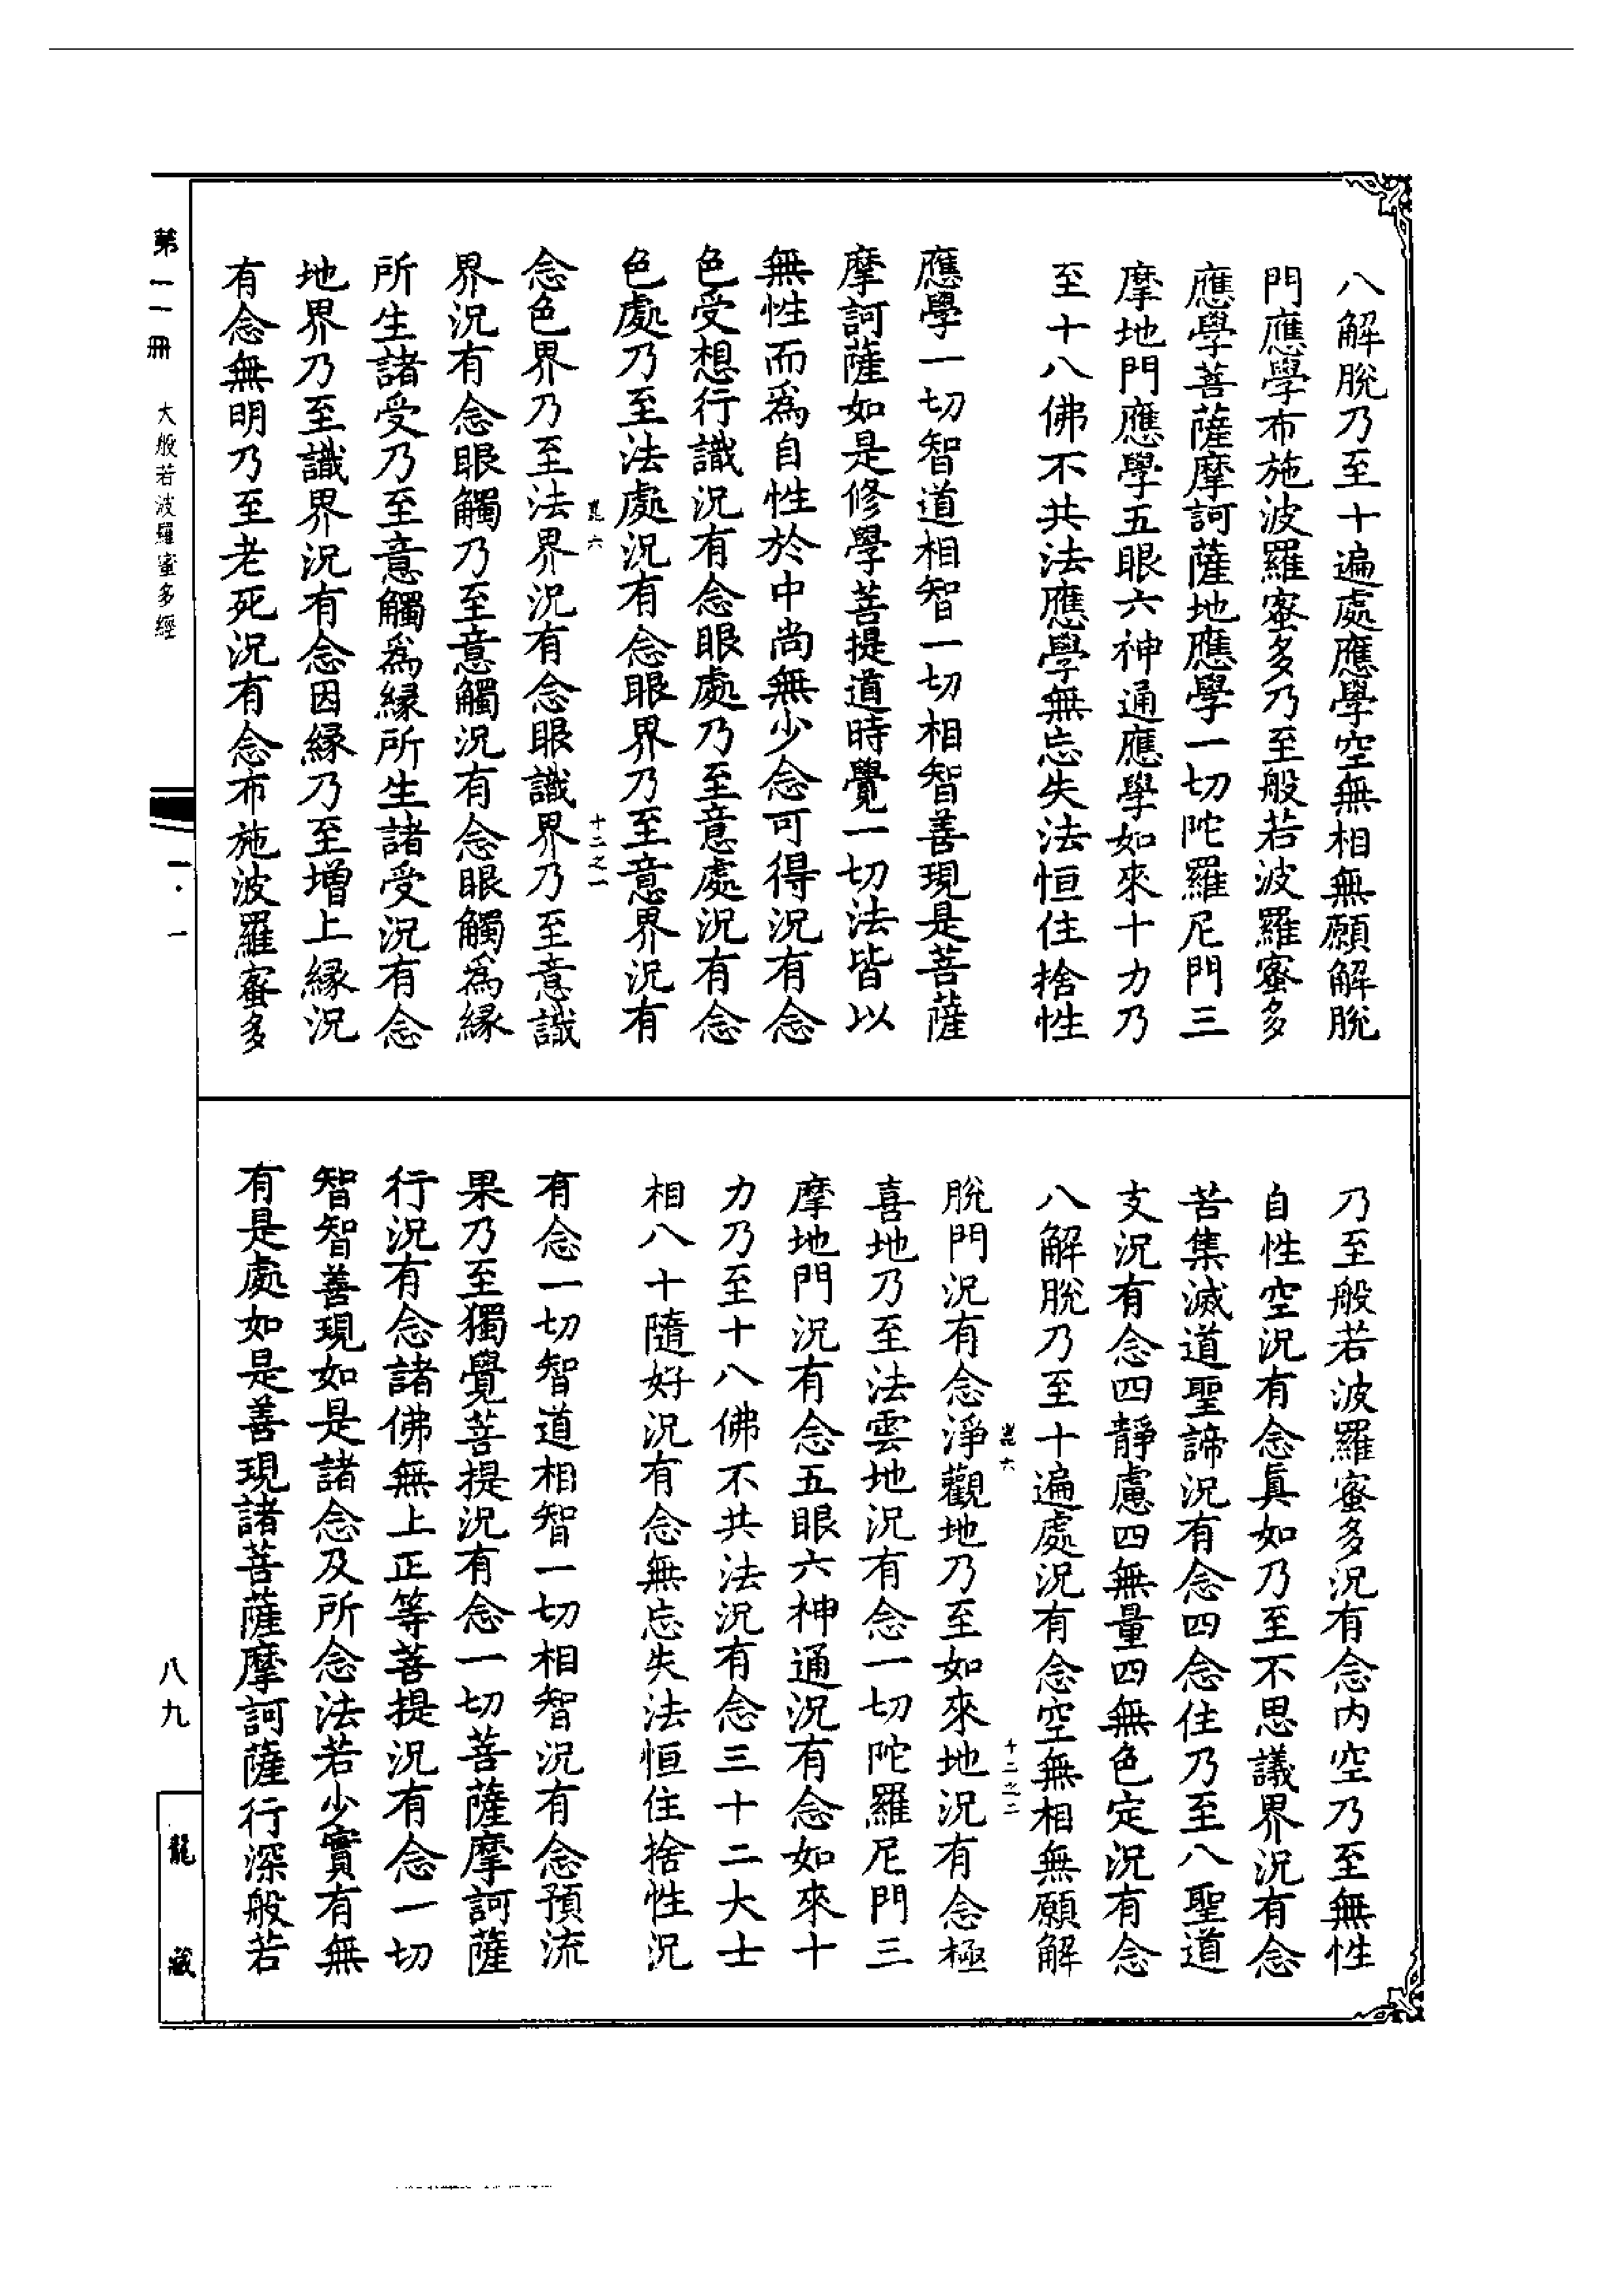 八解脫乃至十遍處應學空無相無願解脫
門應學布施波羅蜜多乃至般若波羅蜜多
應學菩薩摩訶薩地應學一切陀羅尼門三
摩地門應學五眼六神通應學如來十力乃
至十八佛不共法應學無忘失法恒住捨性
應學一切智道相智一切相智善現是菩薩
摩訶薩如是修學菩提道時覺一切法皆以
無性而爲自性於中尚無少念可得況有念
色受想行識況有念眼處乃至意處況有念
色處乃至法處況有念眼界乃至意界況有
六
十二之一
念色界乃至法界況有念眼識界乃至意識
界況有念眼觸乃至意觸況有念眼觸爲縁
所生諸受乃至意觸爲縁所生諸受況有念
地界乃至識界況有念因縁乃至增上縁況
有念無明乃至老死況有念布施波羅蜜多
乃至般若波羅蜜多況有念內空乃至無性
自性空況有念眞如乃至不思議界況有念
苦集滅道聖諦況有念四念住乃至八聖道
支況有念四靜慮四無量四無色定況有念
八解脫乃至十遍處況有念空無相無願解
六
十二之二
脫門況有念淨觀地乃至如來地況有念極
喜地乃至法雲地況有念一切陀羅尼門三
摩地門況有念五眼六神通況有念如來十
力乃至十八佛不共法況有念三十二大士
相八十隨好況有念無忘失法恒住捨性況
有念一切智道相智一切相智況有念預流
果乃至獨覺菩提況有念一切菩薩摩訶薩
行況有念諸佛無上正等菩提況有念一切
智智善現如是諸念及所念法若少實有無
有是處如是善現諸菩薩摩訶薩行深般若
第一一冊 大般若波羅蜜多經
八九
龍藏